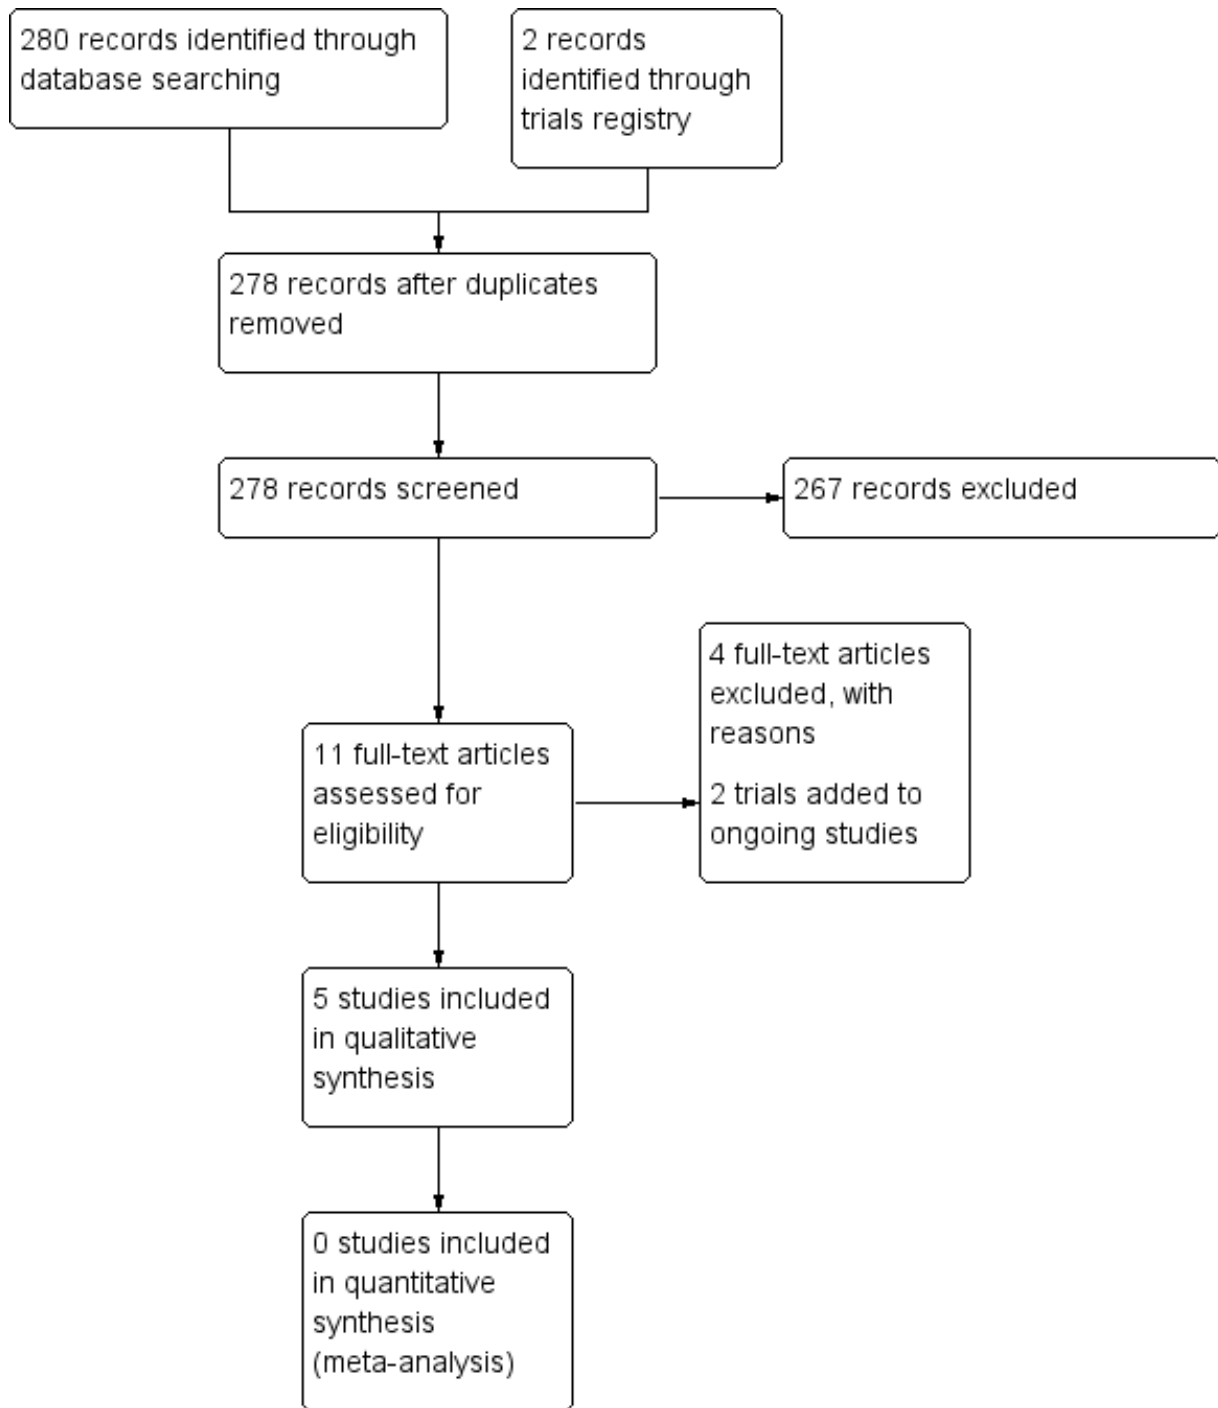 280 records identified through
database searching
2 records
identified through
trials registry
278 records after duplicates
removed
278 records screened
267 records excluded
4 full-text articles
excluded, with
reasons
2 trials added to
ongoing studies
11 full-text articles
assessed for
eligibility
5 studies included
in qualitative
synthesis
0 studies included
in quantitative
synthesis
(meta-analysis)